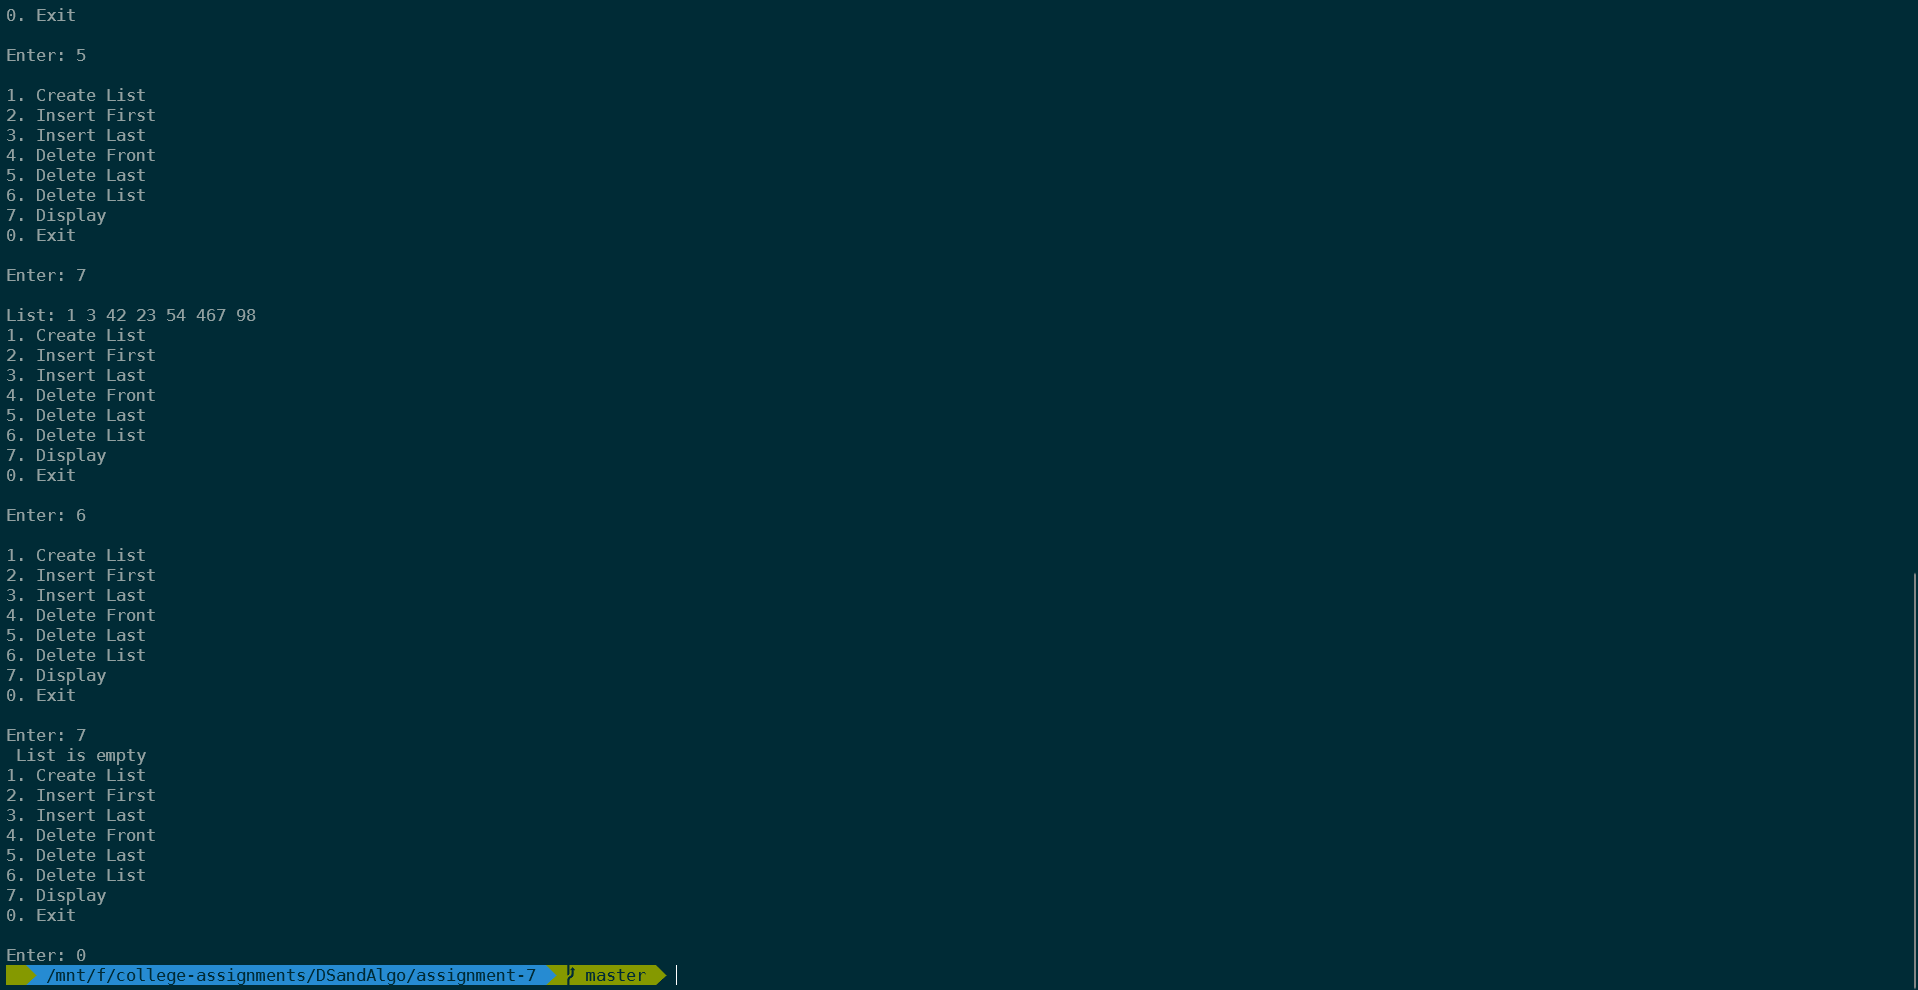 0. Exit
Enter: 5
1. Create List
2. Insert First
3. Insert Last
4. Delete Front
5. Delete Last
6. Delete List
7. Display
0. Exit
Enter: 7
List: 1 3 42 23 54 467 98
1. Create List
2. Insert First
3. Insert Last
4. Delete Front
5. Delete Last
6. Delete List
7. Display
0. Exit
Enter: 6
1. Create List
2. Insert First
3. Insert Last
4. Delete Front
5. Delete Last
6. Delete List
7. Display
0. Exit
Enter: 7
List is empty
1. Create List
2. Insert First
3. Insert Last
4. Delete Front
5. Delete Last
6. Delete List
7. Display
0. Exit
Enter: 0
/mnt/f/college-assignments/DSandAlgo/assignment-7 master